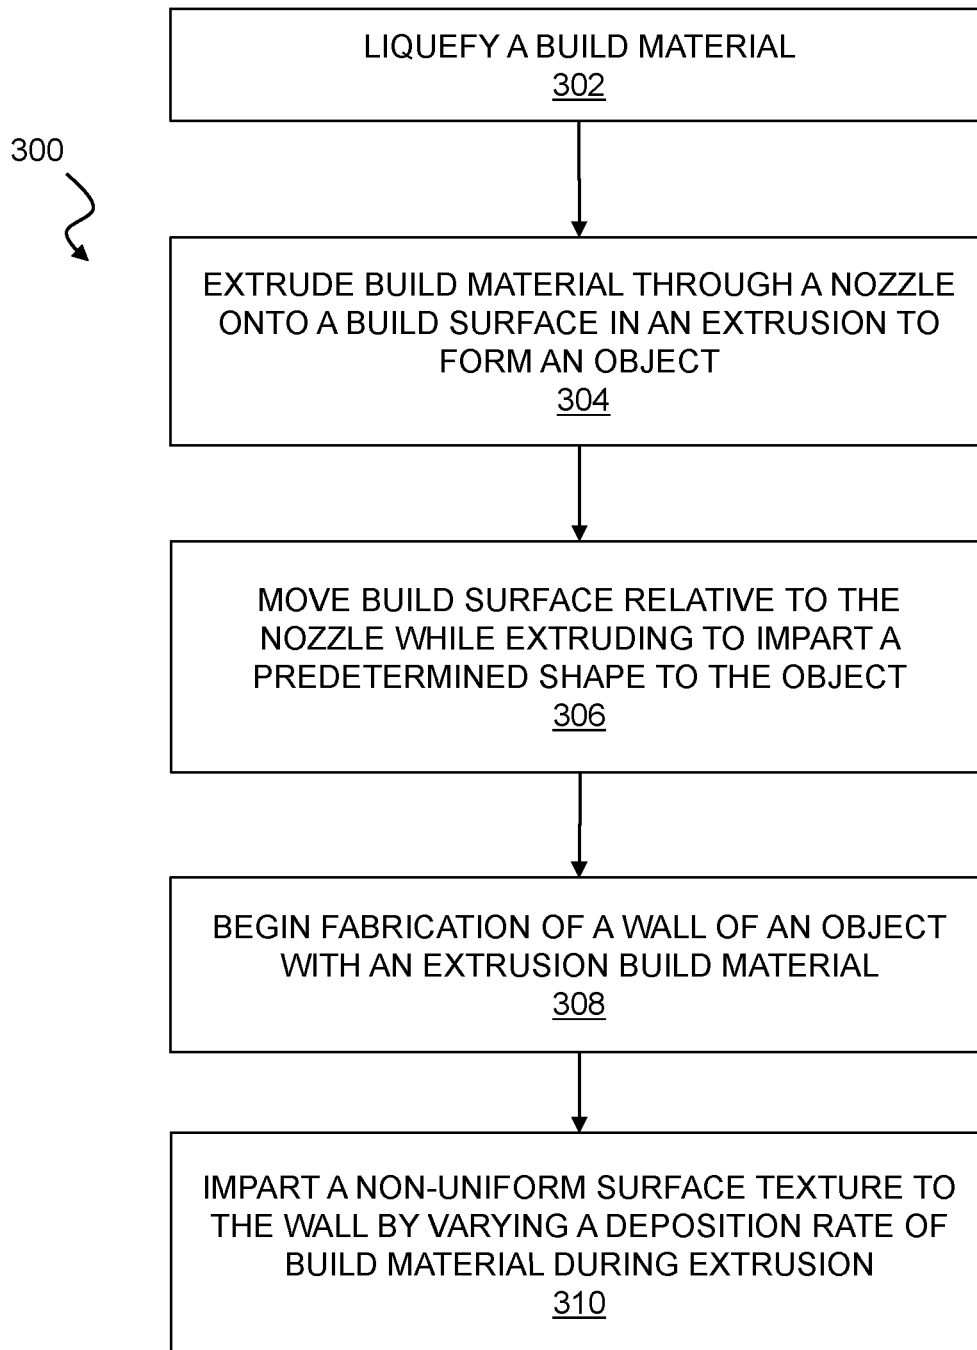 LIQUEFY A BUILD MATERIAL
302
300
EXTRUDE BUILD MATERIAL THROUGH A NOZZLE
ONTO A BUILD SURFACE IN AN EXTRUSION TO
FORM AN OBJECT
304
MOVE BUILD SURFACE RELATIVE TO THE
NOZZLE WHILE EXTRUDING TO IMPART A
PREDETERMINED SHAPE TO THE OBJECT
306
BEGIN FABRICATION OF A WALL OF AN OBJECT
WITH AN EXTRUSION BUILD MATERIAL
308
IMPART A NON-UNIFORM SURFACE TEXTURE TO
THE WALL BY VARYING A DEPOSITION RATE OF
BUILD MATERIAL DURING EXTRUSION
310